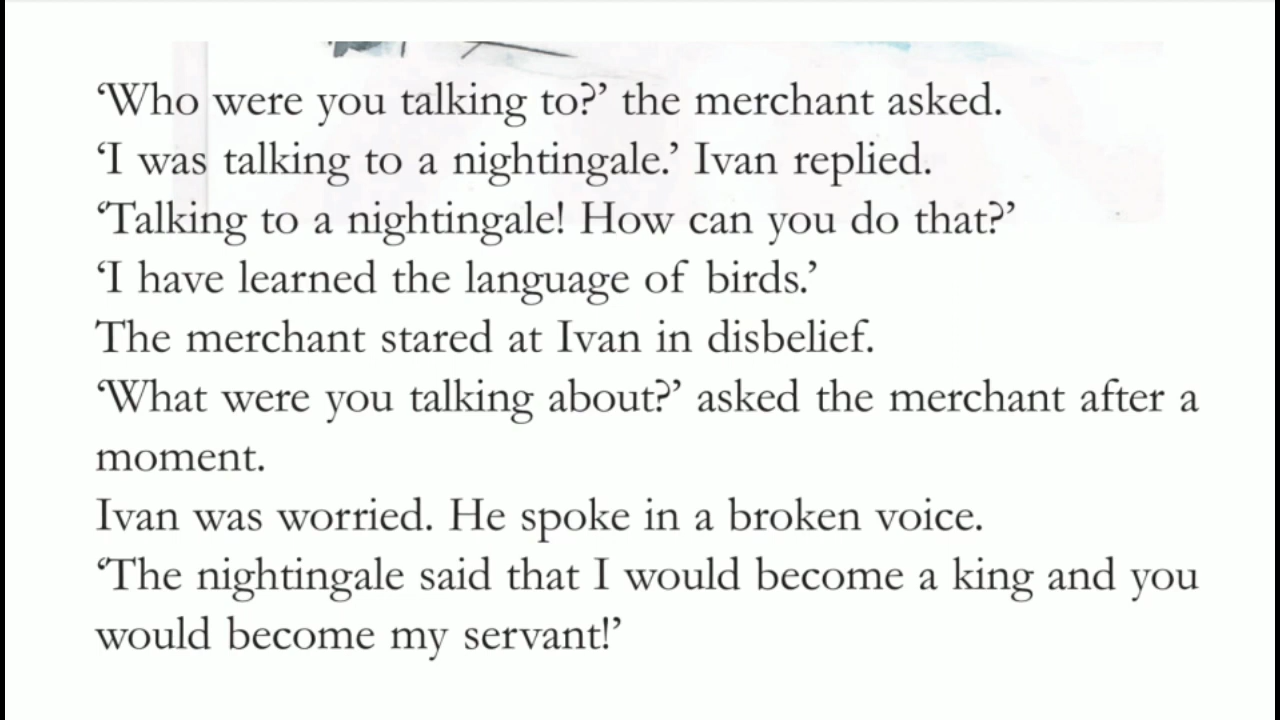 ‘Who were you talking to?’ the merchant asked.
‘I was talking to a nightingale.’ Ivan replied.
‘Talking to a nightingale! How can you do that?’
‘I have learned the language of birds.’
The merchant stared at Ivan in disbelief.
‘What were you talking about?’ asked the merchant after a
moment.
Ivan was worried. He spoke in a broken voice.
‘The nightingale said that I would become a king and you
would become my servant!’